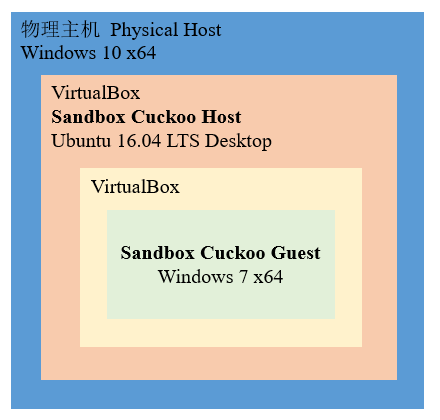 物理主机 Physical Host
Windows 10 x64
VirtualBox
Sandbox Cuckoo Host
Ubuntu 16.04 LTS Desktop
VirtualBox
Sandbox Cuckoo Guest
Windows 7 x64